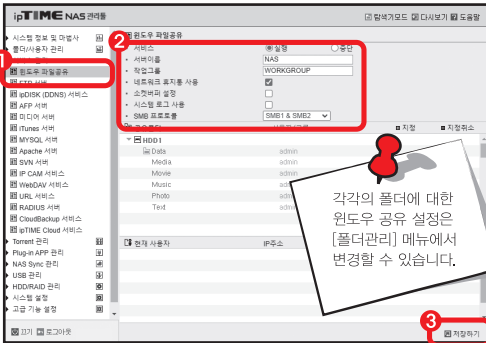 ipTIME NAS관리툴
탐색기모드 다시보기 도움말
시스템 정보 및 마법사
폴더/사용자 관리
1
윈도우 파일공유
FTP 서버
ipDISK (DDNS) 서비스
AFP 서버
미디어 서버
iTunes 서버
MYSQL 서버
Apache 서버
SVN 서버
IP CAM 서비스
WebDAV 서비스
URL 서비스
RADIUS 서버
CloudBackup 서비스
ipTIME Cloud 서비스
Torrent 관리
Plug-in APP 관리
NAS Sync 관리
USB 관리
HDD/RAID 관리
시스템 설정
고급 기능 설정
끄기 로그아웃
2
윈도우 파일공유
서비스 실행 중단
서버이름 NAS
작업그룹 WORKGROUP
네트워크 휴지통 사용
소켓버퍼 설정
시스템 로그 사용
SMB 프로토콜 SMB1 & SMB2
지정 지정취소
HDD1
Data admin
Media admin
Movie admin
Music admin
Photo admin
Text admin
각각의 폴더에 대한
윈도우 공유 설정은
[폴더관리] 메뉴에서
변경할 수 있습니다.
현재 사용자 IP주소
3
저장하기